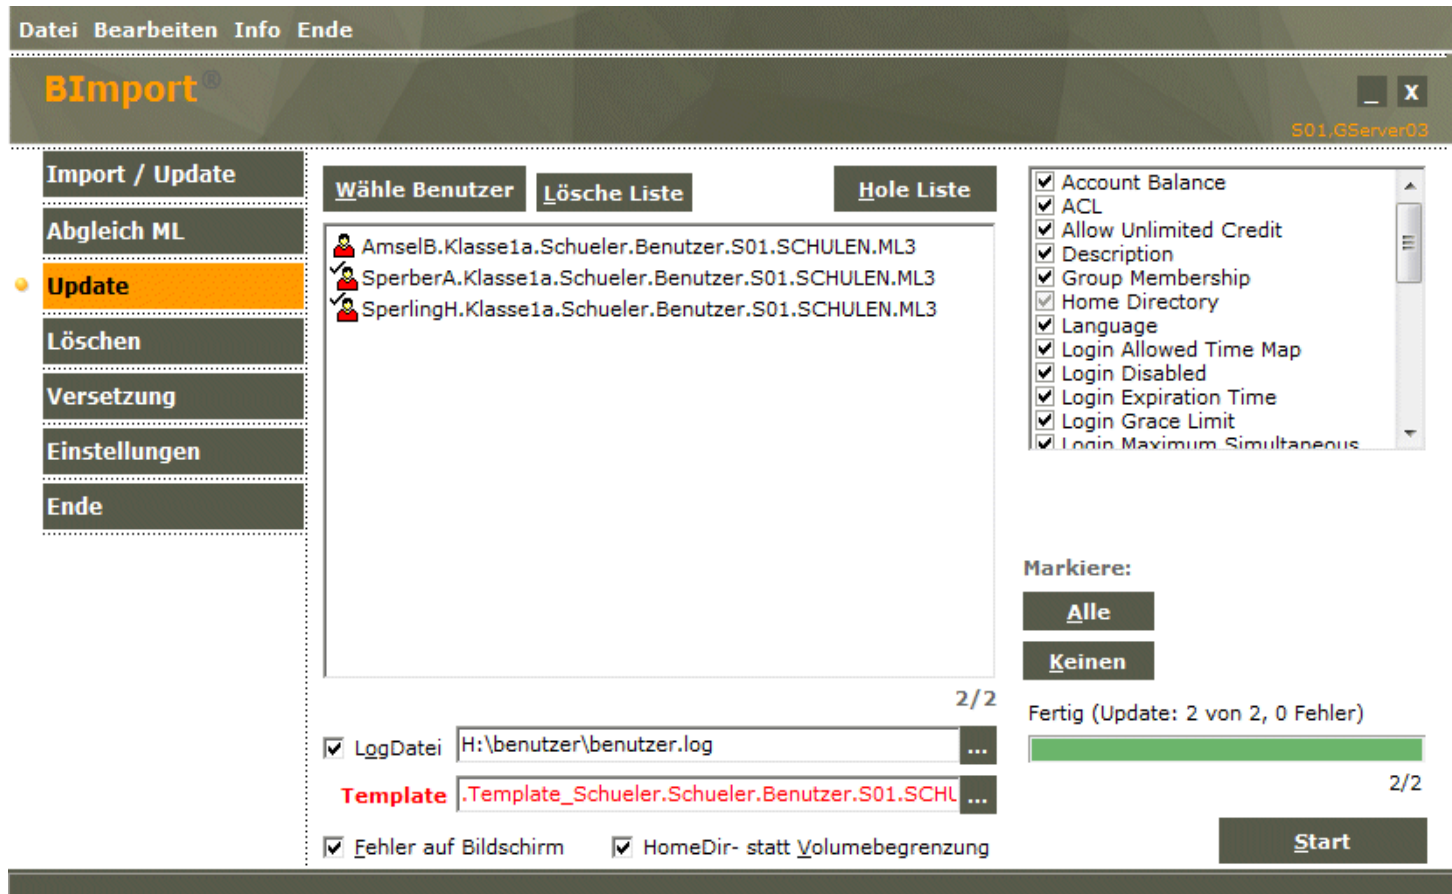 Datei Bearbeiten Info Ende
BImport®
_ X
S01,GServer03
Import / Update
Abgleich ML
Update
Löschen
Versetzung
Einstellungen
Ende
Wähle Benutzer Lösche Liste Hole Liste
AmselB.Klasse1a.Schueler.Benutzer.S01.SCHULEN.ML3
SperberA.Klasse1a.Schueler.Benutzer.S01.SCHULEN.ML3
SperlingH.Klasse1a.Schueler.Benutzer.S01.SCHULEN.ML3
2/2
LogDatei H:\benutzer\benutzer.log ...
Template .Template_Schueler.Schueler.Benutzer.S01.SCHU ...
Fehler auf Bildschirm HomeDir- statt Volumebegrenzung
Account Balance
ACL
Allow Unlimited Credit
Description
Group Membership
Home Directory
Language
Login Allowed Time Map
Login Disabled
Login Expiration Time
Login Grace Limit
Login Maximum Simultaneous
Markiere:
Alle
Keinen
Fertig (Update: 2 von 2, 0 Fehler)
2/2
Start